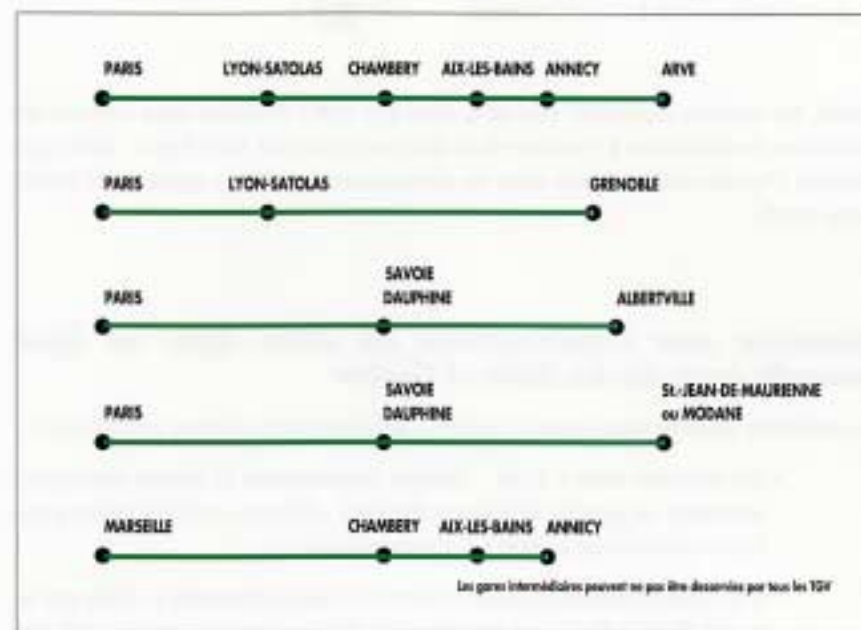 PARIS LYON-SATOLAS CHAMBERY AIX-LES-BAINS ANNECY ARVE
PARIS LYON-SATOLAS GRENOBLE
SAVOIE
PARIS DAUPHINE ALBERTVILLE
SAVOIE St.-JEAN-DE-MAURIENNE
PARIS DAUPHINE ou MODANE
MARSEILLE CHAMBERY AIX-LES-BAINS ANNECY
Les gares intermédiaires peuvent ne pas être desservies par tous les TGV